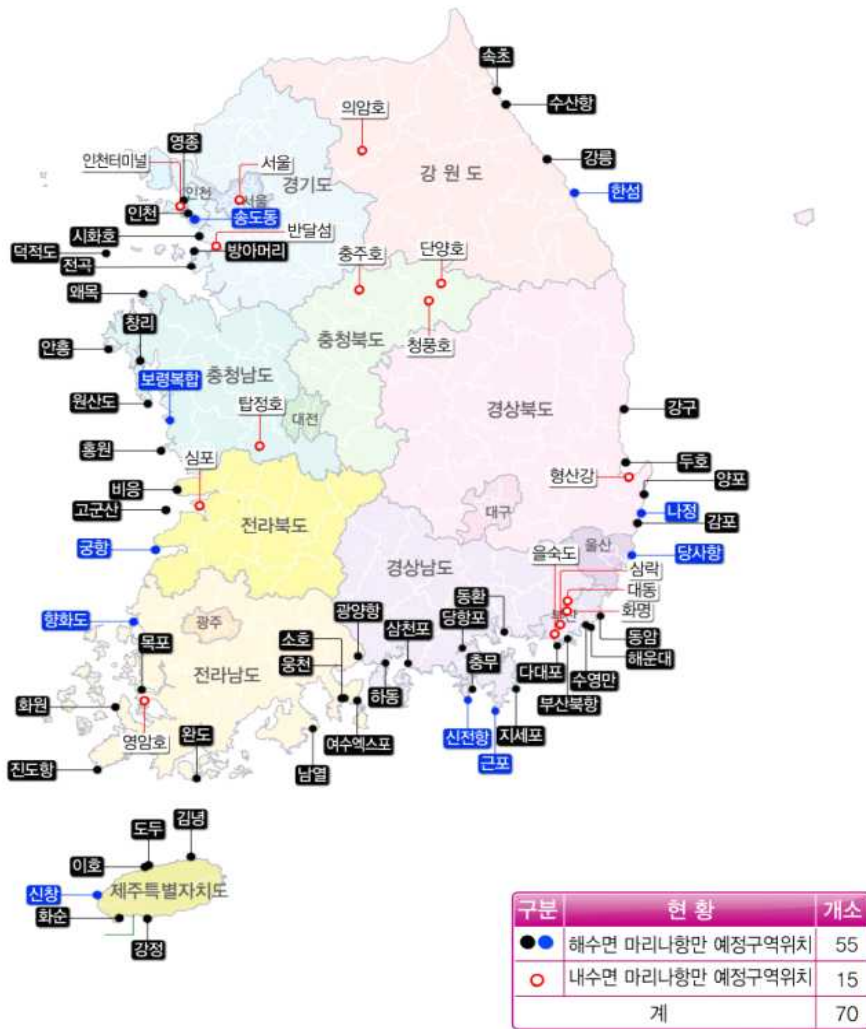 속초
수산항
의암호
영종
강릉
인천터미널
서울
경기도
강원도
한섬
인천
서울
인천
송도동
시화호
반달섬
덕적도
방아머리
전곡
충주호
단양호
왜목
창리
청풍호
안흥
충청북도
충청남도
보령복합
경상북도
원산도
탑정호
대전
강구
홍원
심포
두호
형산강
양포
비응
고군산
전라북도
대구
나정
감포
궁항
울산
당사항
을숙도
삼락
경상남도
대동
화명
동환
당항포
광양항
삼천포
향화도
광주
목포
소호
웅천
전라남도
동암
해운대
수영만
다대포
부산북항
충무
하동
화원
영암호
완도
여수엑스포
신전항
지세포
남열
근포
진도항
김녕
도두
이호
신창
제주특별자치도
화순
강정
구분 현 황 개소
해수면 마리나항만 예정구역위치 55
내수면 마리나항만 예정구역위치 15
계 70